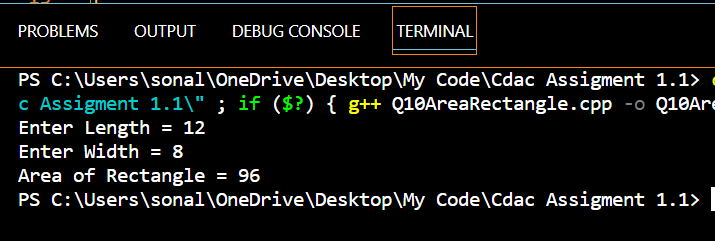 PROBLEMS OUTPUT DEBUG CONSOLE TERMINAL
PS C:\Users\sonal\OneDrive\Desktop\My Code\Cdac Assigment 1.1>
c Assigment 1.1\" ; if ($?) { g++ Q10AreaRectangle.cpp -o Q10Are
Enter Length = 12
Enter Width = 8
Area of Rectangle = 96
PS C:\Users\sonal\OneDrive\Desktop\My Code\Cdac Assigment 1.1>